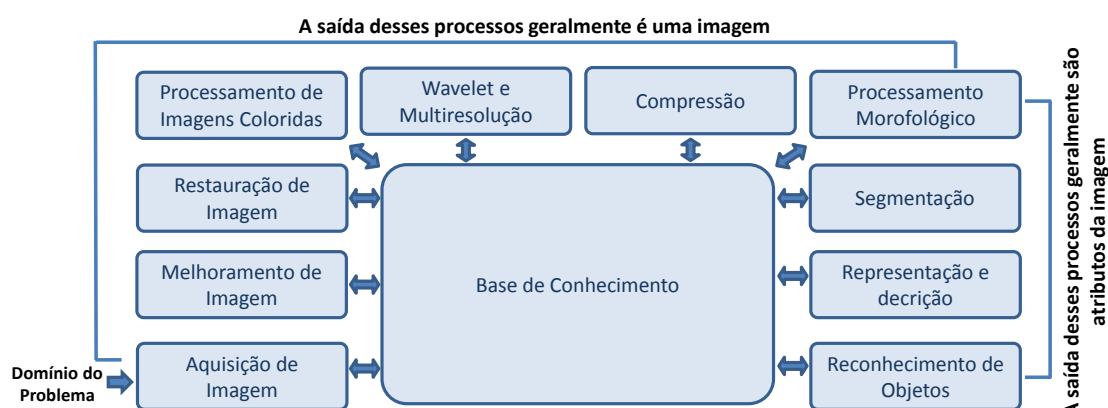 A saída desses processos geralmente é uma imagem
Processamento de
Imagens Coloridas
Wavelet e
Multiresolução
Compressão
Processamento
Morofológico
Restauração de
Imagem
Segmentação
Melhoramento de
Imagem
Base de Conhecimento
Representação e
decrição
Domínio do
Problema
Aquisição de
Imagem
Reconhecimento de
Objetos
A saída desses processos geralmente são
atributos da imagem